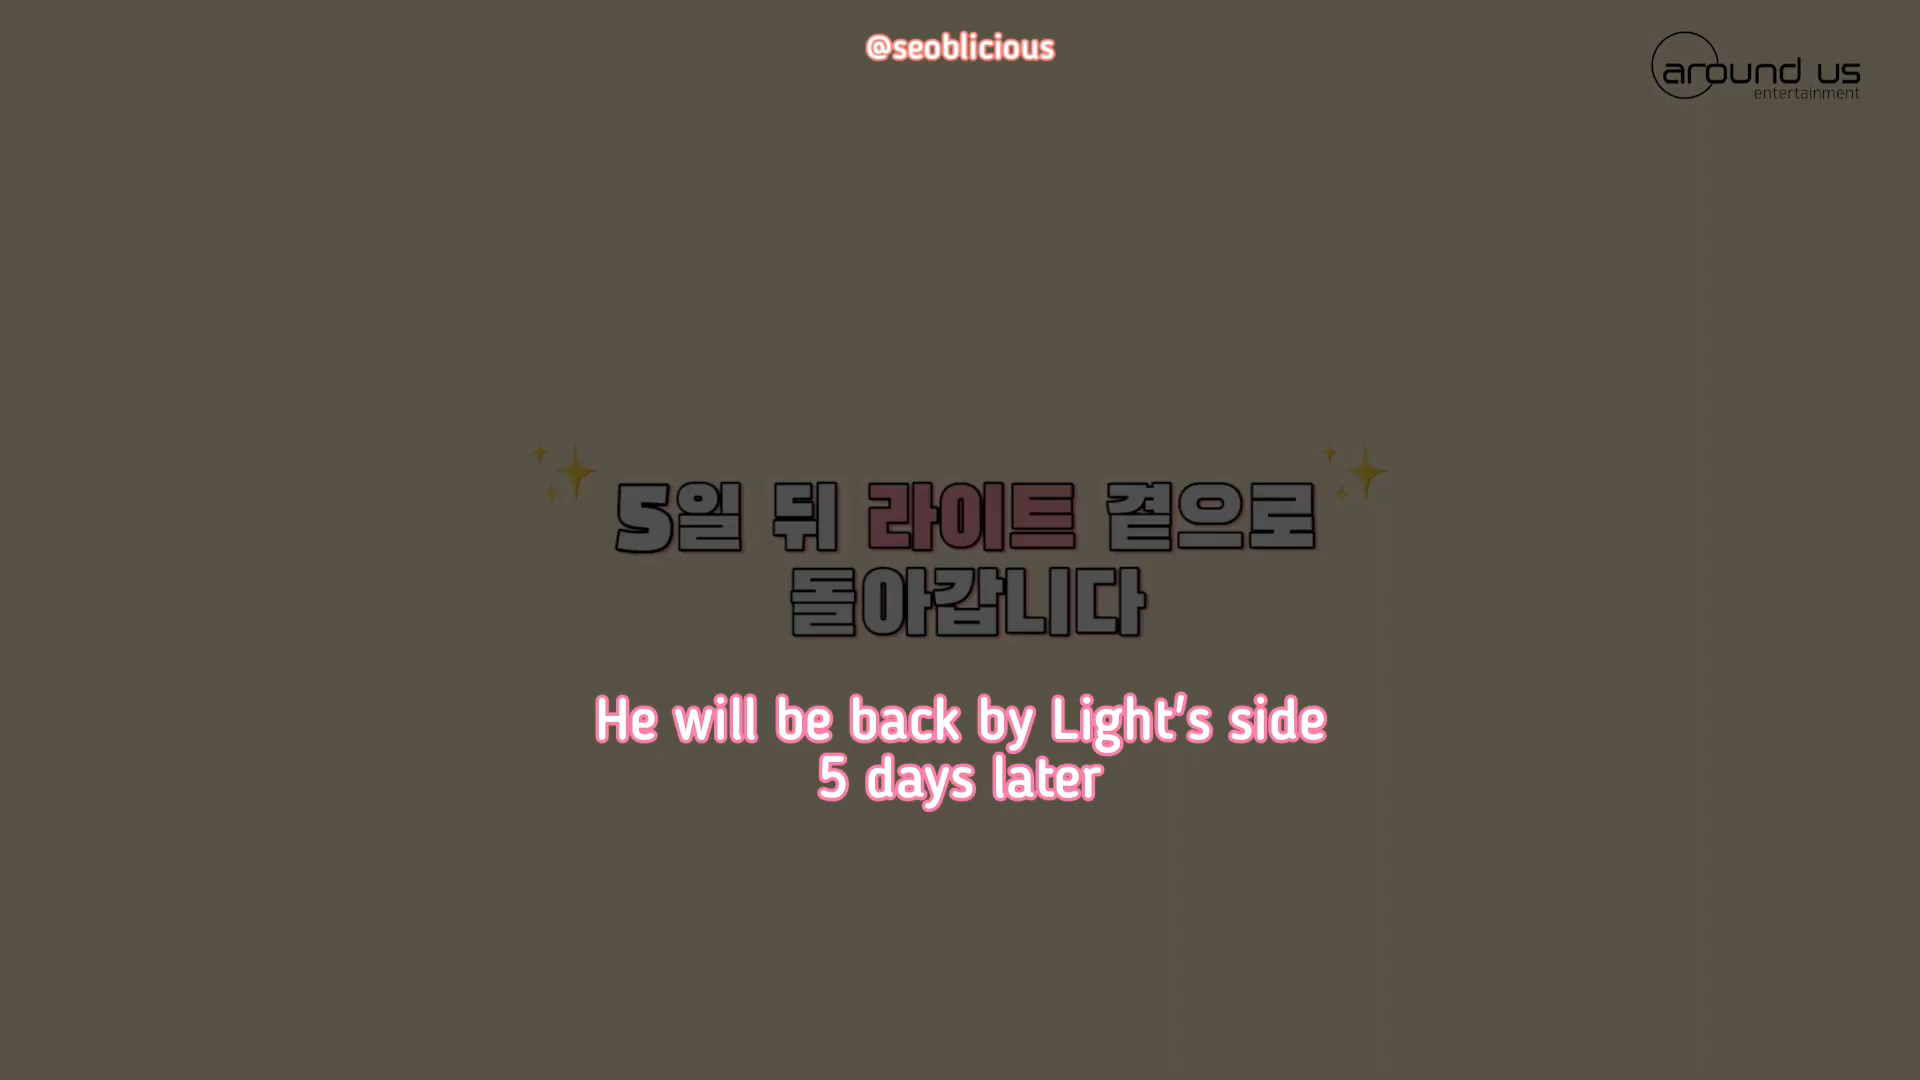 @seoblicious
around us
entertainment
5일 뒤 라이트 곁으로
돌아갑니다
He will be back by Light's side
5 days later